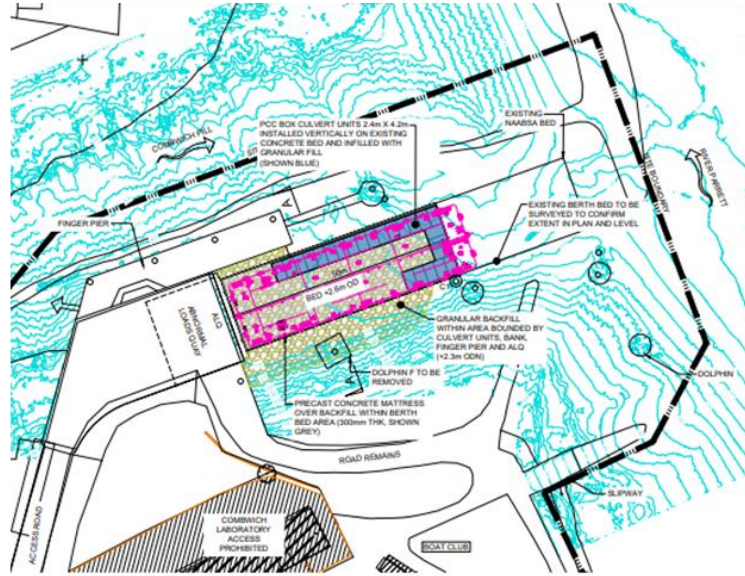 PCC BOX CULVERT UNITS 2.4m X 4.2m
INSTALLED VERTICALLY ON EXISTING
CONCRETE BED AND INFILLED WITH
GRANULAR FILL
(SHOWN BLUE)
EXISTING
NAABSA BED
COMBWICH PILL
RIVER PARRETT
SITE BOUNDARY
EXISTING BERTH BED TO BE
SURVEYED TO CONFIRM
EXTENT IN PLAN AND LEVEL
FINGER PIER
A
50m
BED +2.6m OD
ALQ
ABNORMAL
LOADS QUAY
GRANULAR BACKFILL
WITHIN AREA BOUNDED BY
CULVERT UNITS, BANK,
FINGER PIER AND ALQ
(+2.3m ODN)
DOLPHIN F TO BE
REMOVED
A
DOLPHIN
PRECAST CONCRETE MATTRESS
OVER BACKFILL WITHIN BERTH
BED AREA (300mm THK, SHOWN
GREY)
ROAD REMAINS
SLIPWAY
ACCESS ROAD
COMBWICH
LABORATORY
ACCESS
PROHIBITED
BOAT CLUB